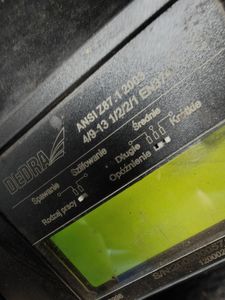 DEDRA
ANSI Z87.1 2003
4/9-13 1/2/2/1 EN379
Spawanie Szlifowanie
Rodzaj pracy
Średnie
Długie Krótkie
Opóźnienie